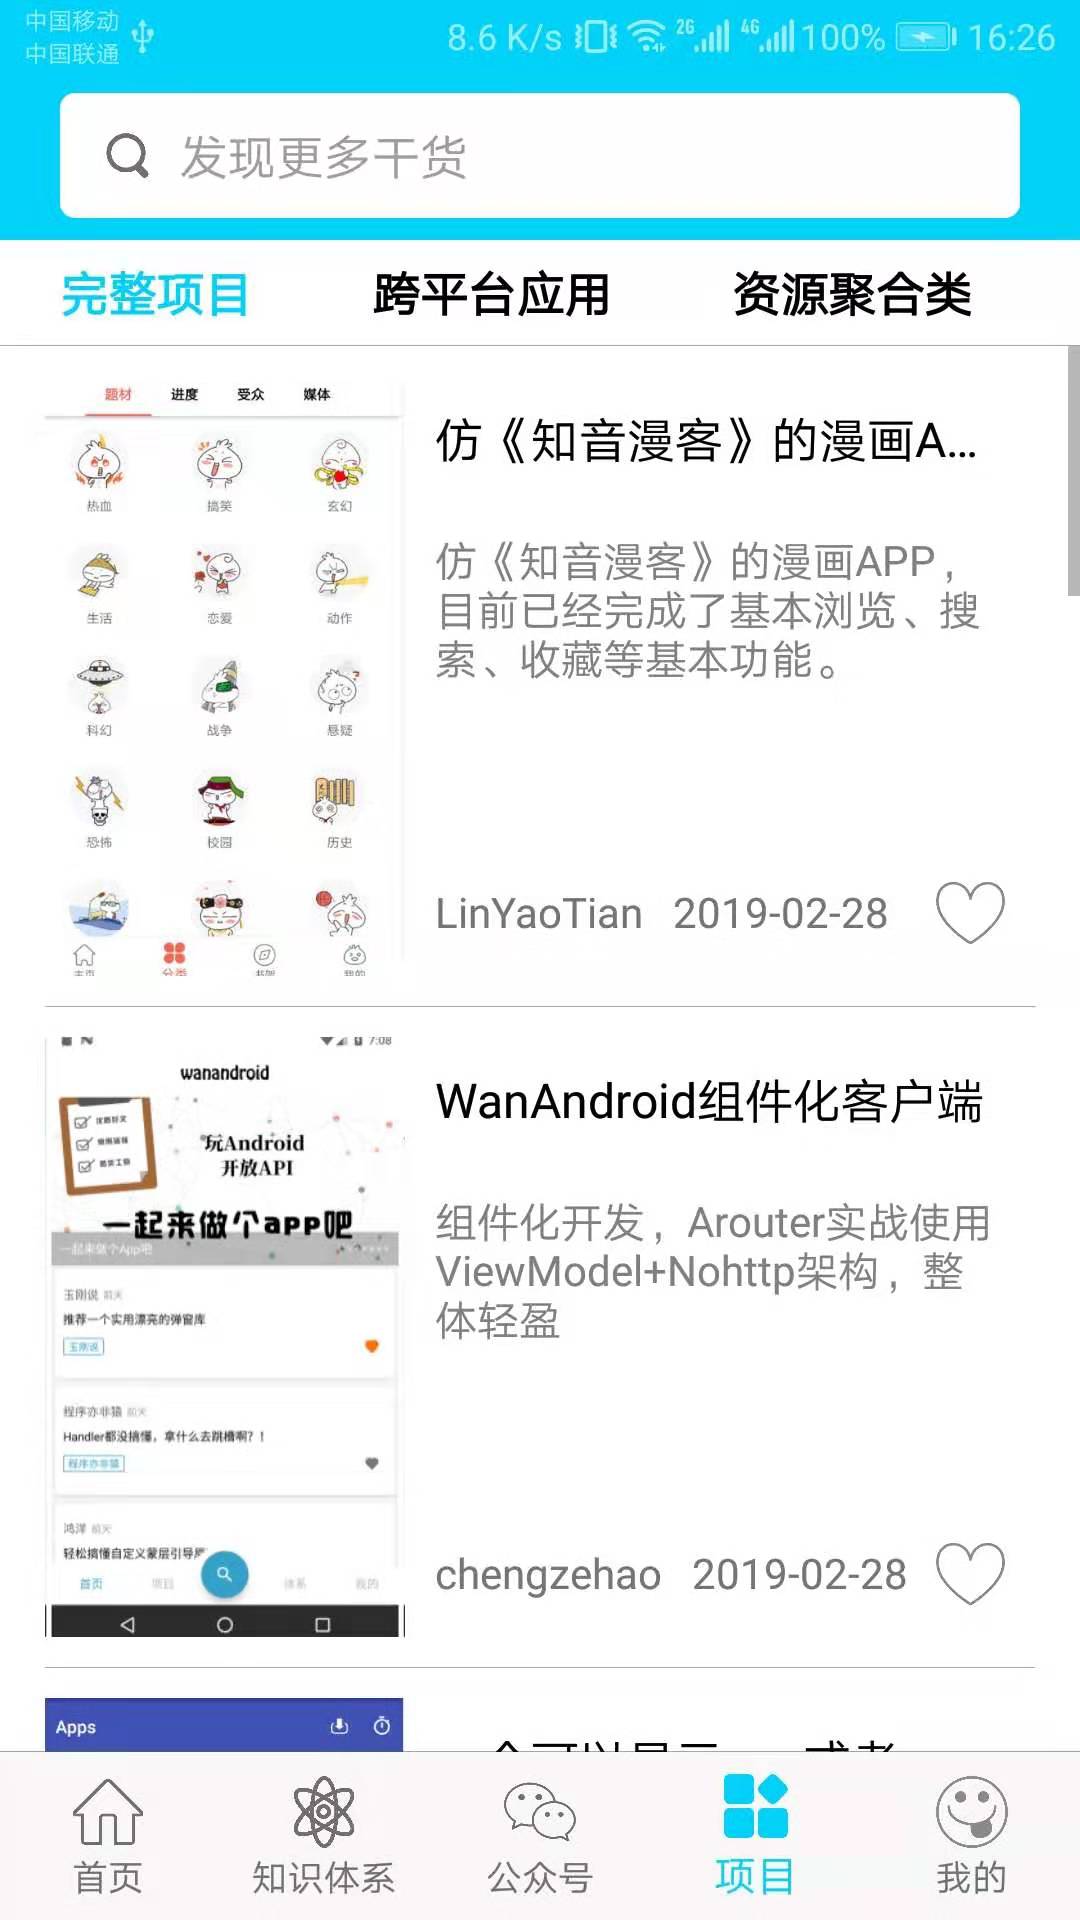 中国移动
中国联通
8.6 K/s 2G 4G 100% 16:26
发现更多干货
完整项目 跨平台应用 资源聚合类
题材 进度 受众 媒体
热血 搞笑 玄幻
生活 恋爱 动作
科幻 战争 悬疑
恐怖 校园 历史
分类
仿《知音漫客》的漫画A...
仿《知音漫客》的漫画APP，
目前已经完成了基本浏览、搜
索、收藏等基本功能。
LinYaoTian 2019-02-28
7:08
wanandroid
玩Android
开放API
一起来做个app吧
一起来做个App吧
玉刚说 前天
推荐一个实用漂亮的弹窗库
玉刚说
程序亦非猿 前天
Handler都没搞懂，拿什么去跳槽啊？！
程序亦非猿
鸿洋 前天
轻松搞懂自定义蒙层引导
首页 项目 体系 我的
WanAndroid组件化客户端
组件化开发，Arouter实战使用
ViewModel+Nohttp架构，整
体轻盈
chengzehao 2019-02-28
Apps
首页 知识体系 公众号 项目 我的